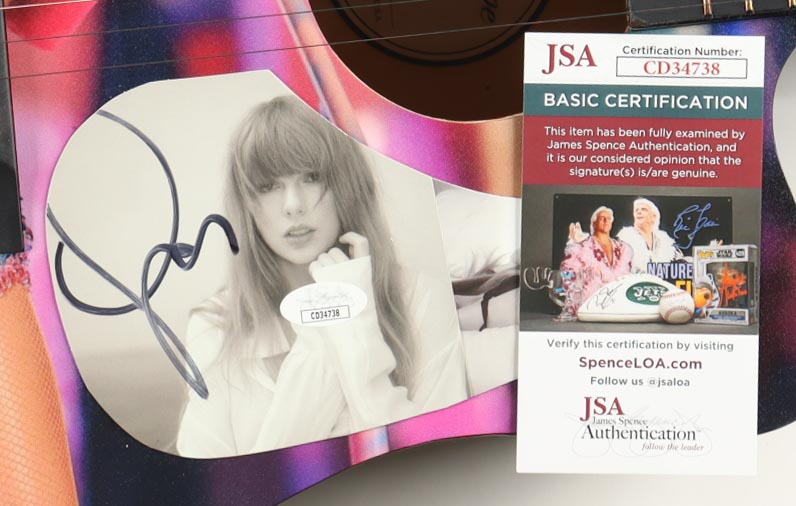 JSA
Certification Number:
CD34738
BASIC CERTIFICATION
This item has been fully examined by
James Spence Authentication, and
it is our considered opinion that the
signature(s) is/are genuine.
NATURE
JETS
CD34738
Verify this certification by visiting
SpenceLOA.com
Follow us @jsaloa
JSA
James Spence
Authentication
follow the leader